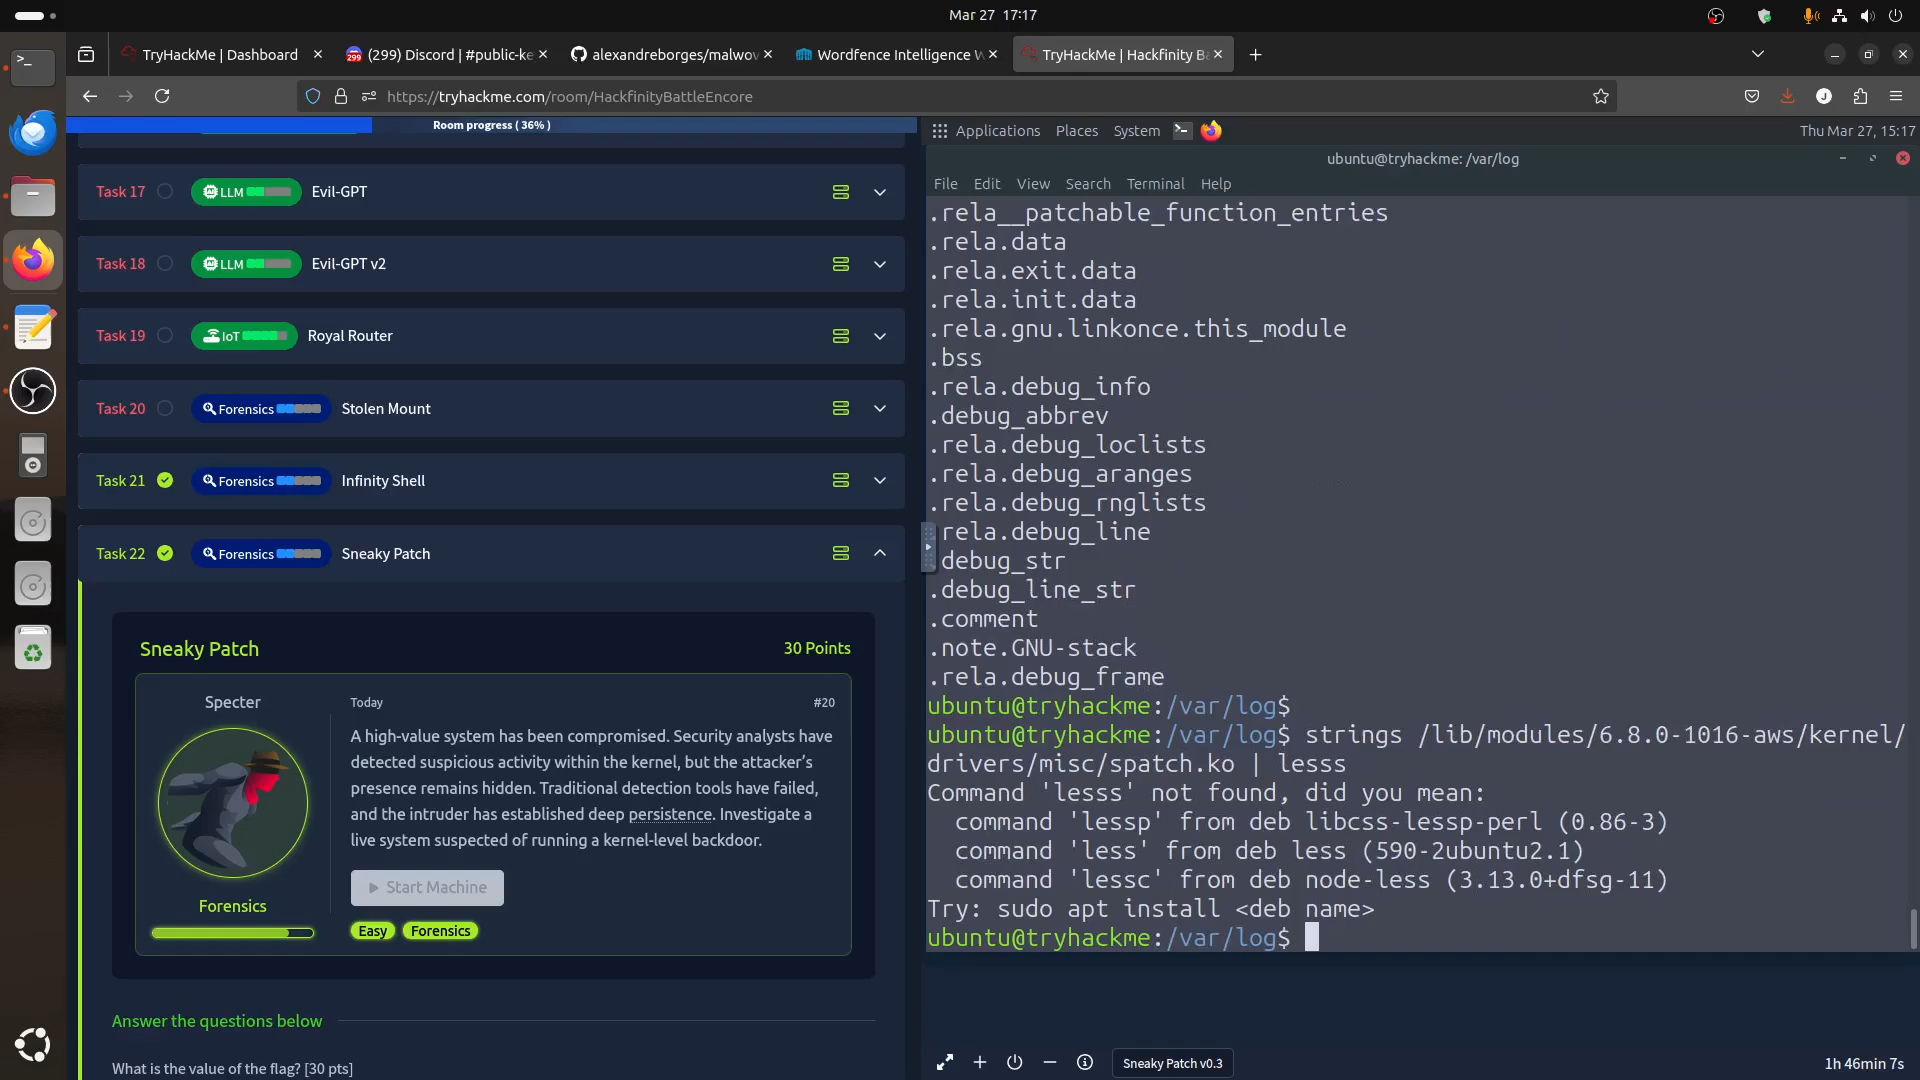 Mar 27  17:17
TryHackMe | Dashboard
(299) Discord | #public-ke
alexandreborges/malwov
Wordfence Intelligence W
TryHackMe | Hackfinity Ba
https://tryhackme.com/room/HackfinityBattleEncore
Room progress ( 36% )
Task 17 LLM Evil-GPT
Task 18 LLM Evil-GPT v2
Task 19 IoT Royal Router
Task 20 Forensics Stolen Mount
Task 21 Forensics Infinity Shell
Task 22 Forensics Sneaky Patch
Sneaky Patch
30 Points
Specter
Today
#20
A high-value system has been compromised. Security analysts have
detected suspicious activity within the kernel, but the attacker’s
presence remains hidden. Traditional detection tools have failed,
and the intruder has established deep persistence. Investigate a
live system suspected of running a kernel-level backdoor.
Start Machine
Forensics
Easy
Forensics
Answer the questions below
What is the value of the flag? [30 pts]
Applications Places System
Thu Mar 27, 15:17
ubuntu@tryhackme: /var/log
File Edit View Search Terminal Help
.rela__patchable_function_entries
.rela.data
.rela.exit.data
.rela.init.data
.rela.gnu.linkonce.this_module
.bss
.rela.debug_info
.debug_abbrev
.rela.debug_loclists
.rela.debug_aranges
.rela.debug_rnglists
rela.debug_line
debug_str
.debug_line_str
.comment
.note.GNU-stack
.rela.debug_frame
ubuntu@tryhackme:/var/log$
ubuntu@tryhackme:/var/log$ strings /lib/modules/6.8.0-1016-aws/kernel/
drivers/misc/spatch.ko | lesss
Command 'lesss' not found, did you mean:
  command 'lessp' from deb libcss-lessp-perl (0.86-3)
  command 'less' from deb less (590-2ubuntu2.1)
  command 'lessc' from deb node-less (3.13.0+dfsg-11)
Try: sudo apt install <deb name>
ubuntu@tryhackme:/var/log$
Sneaky Patch v0.3
1h 46min 7s